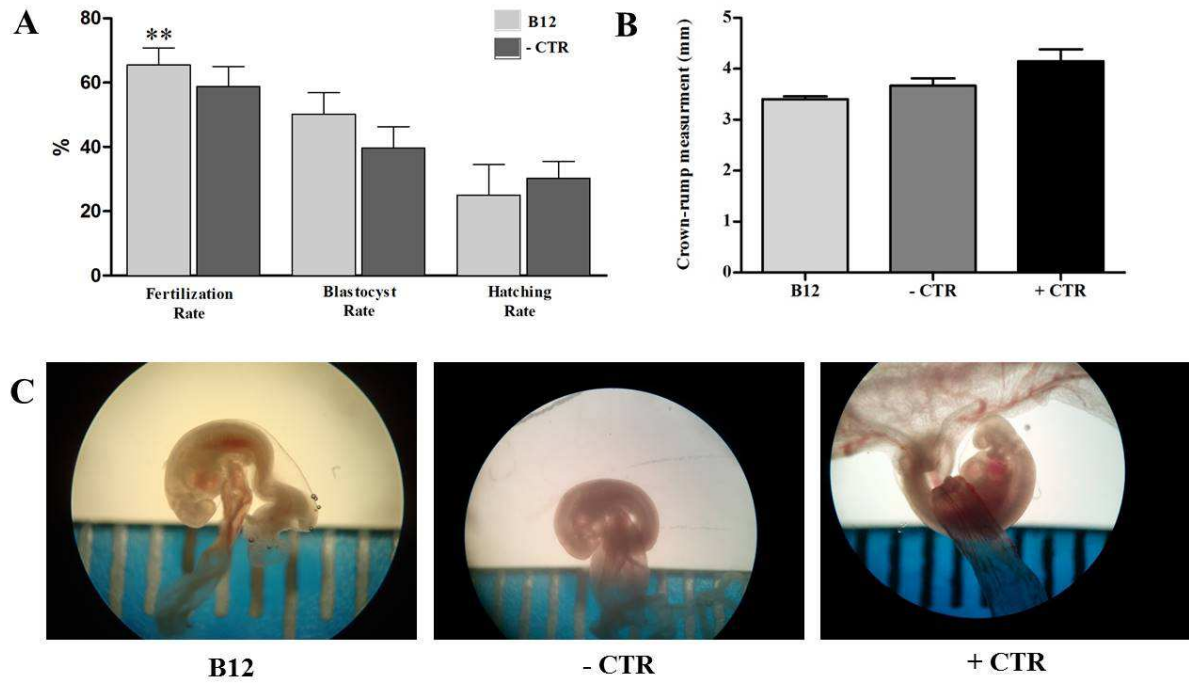 A
80
60
40
20
0
%
**
B12
- CTR
Fertilization
Rate
Blastocyst
Rate
Hatching
Rate
B
5
4
3
2
1
0
Crown-rump measurment (mm)
B12
- CTR
+ CTR
C
B12
- CTR
+ CTR